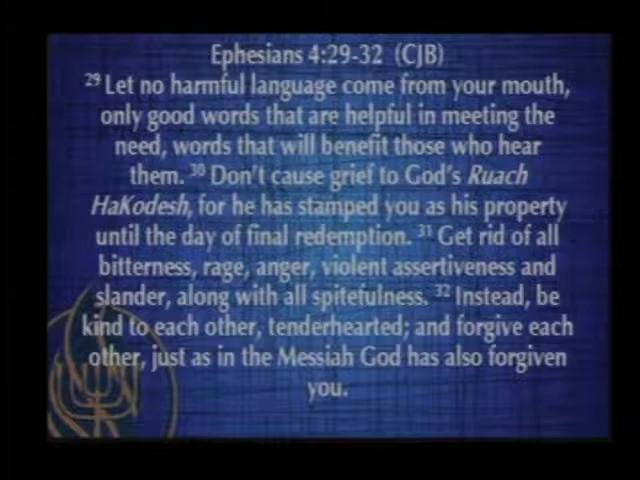 Ephesians 4:29-32 (CJB)
29 Let no harmful language come from your mouth,
only good words that are helpful in meeting the
need, words that will benefit those who hear
them. 30 Don't cause grief to God's Ruach
HaKodesh, for he has stamped you as his property
until the day of final redemption. 31 Get rid of all
bitterness, rage, anger, violent assertiveness and
slander, along with all spitefulness. 32 Instead, be
kind to each other, tenderhearted; and forgive each
other, just as in the Messiah God has also forgiven
you.